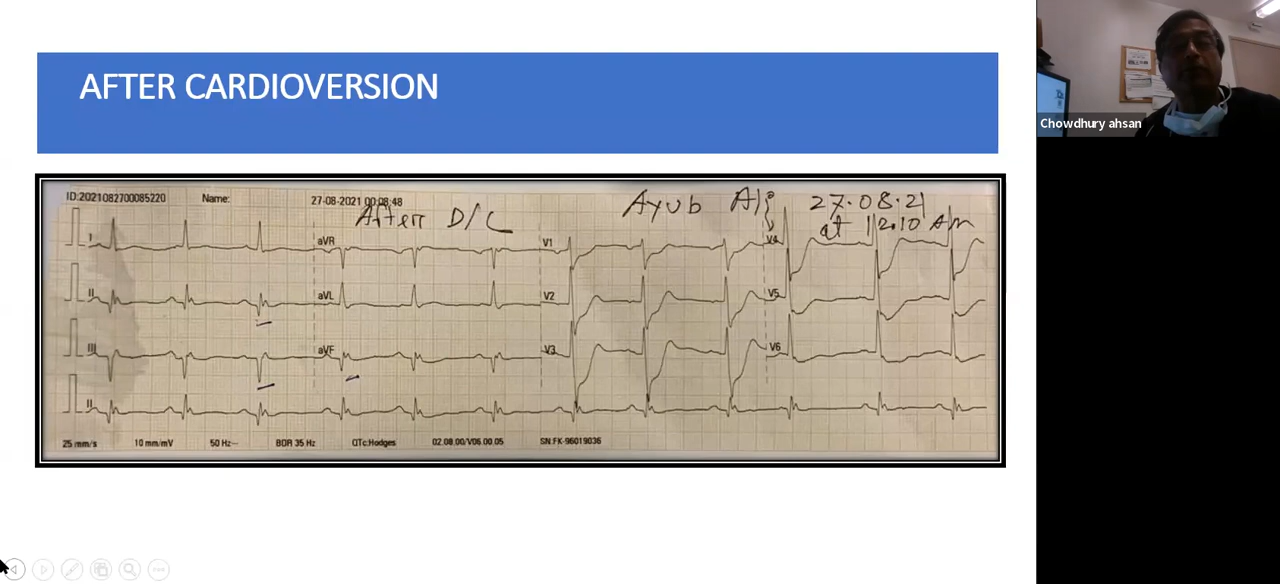 AFTER CARDIOVERSION
Chowdhury ahsan
ID:2021082700085220 Name: 27-08-2021 00:08:48
After D/C
Ayub Ali
27.08.21
at 12.10 AM
I aVR V1 V4
II aVL V2 V5
III aVF V3 V6
II
25 mm/s 10 mm/mV 50 Hz~ BDR 35 Hz QTc:Hodges 02.08.00/V06.00.05 SN:FK-96019036